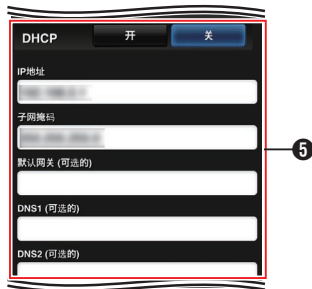 DHCP 开 关
IP地址
子网掩码
默认网关 (可选的)
DNS1 (可选的)
DNS2 (可选的)
5